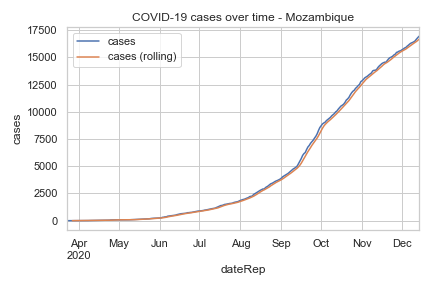 COVID-19 cases over time - Mozambique
cases
cases (rolling)
17500
15000
12500
10000
7500
5000
2500
0
cases
Apr May Jun Jul Aug Sep Oct Nov Dec
2020
dateRep